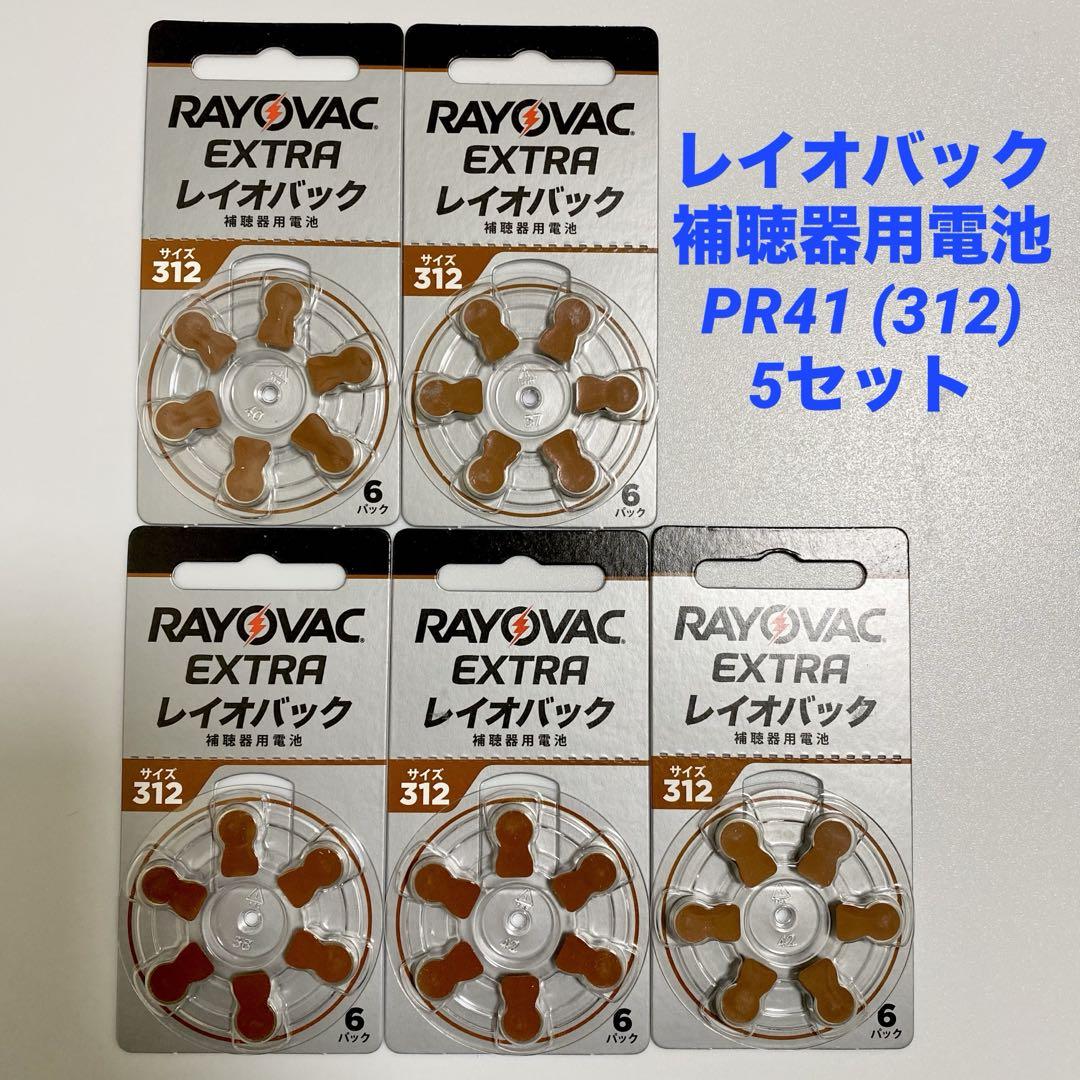 RAYOVAC
EXTRA
レイオバック
補聴器用電池
サイズ
312
6
パック
RAYOVAC
EXTRA
レイオバック
補聴器用電池
サイズ
312
6
パック
レイオバック
補聴器用電池
PR41 (312)
5セット
RAYOVAC
EXTRA
レイオバック
補聴器用電池
サイズ
312
38
6
パック
RAYOVAC
EXTRA
レイオバック
補聴器用電池
サイズ
312
42
6
パック
RAYOVAC
EXTRA
レイオバック
補聴器用電池
サイズ
312
42
6
パック